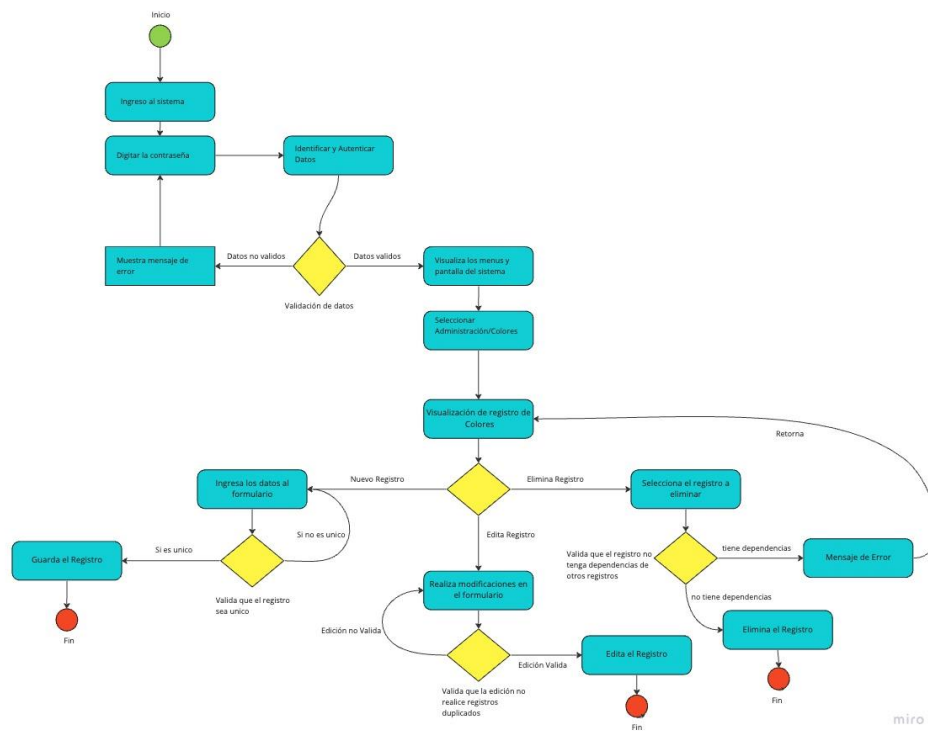 Inicio
Ingreso al sistema
Digitar la contraseña
Identificar y Autenticar
Datos
Muestra mensaje de
error
Datos no validos
Datos validos
Visualiza los menus y
pantalla del sistema
Validación de datos
Seleccionar
Administración/Colores
Visualización de registro de
Colores
Retorna
Ingresa los datos al
formulario
Nuevo Registro
Elimina Registro
Selecciona el registro a
eliminar
Edita Registro
Si no es unico
Guarda el Registro
Si es unico
Valida que el registro
sea unico
Valida que el registro no
tenga dependencias de
otros registros
tiene dependencias
Mensaje de Error
Realiza modificaciones en
el formulario
no tiene dependencias
Fin
Edición no Valida
Elimina el Registro
Edita el Registro
Edición Valida
Valida que la edición no
realice registros
duplicados
Fin
Fin
miro